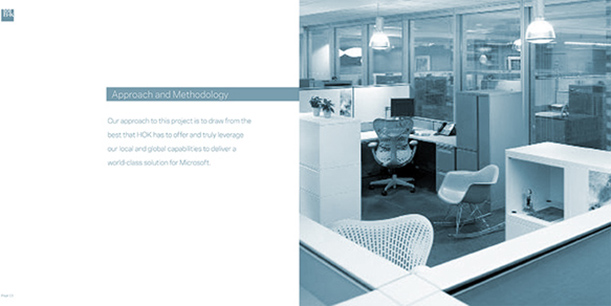 Approach and Methodology
Our approach to this project is to draw from the
best that HOK has to offer and truly leverage
our local and global capabilities to deliver a
world-class solution for Microsoft.